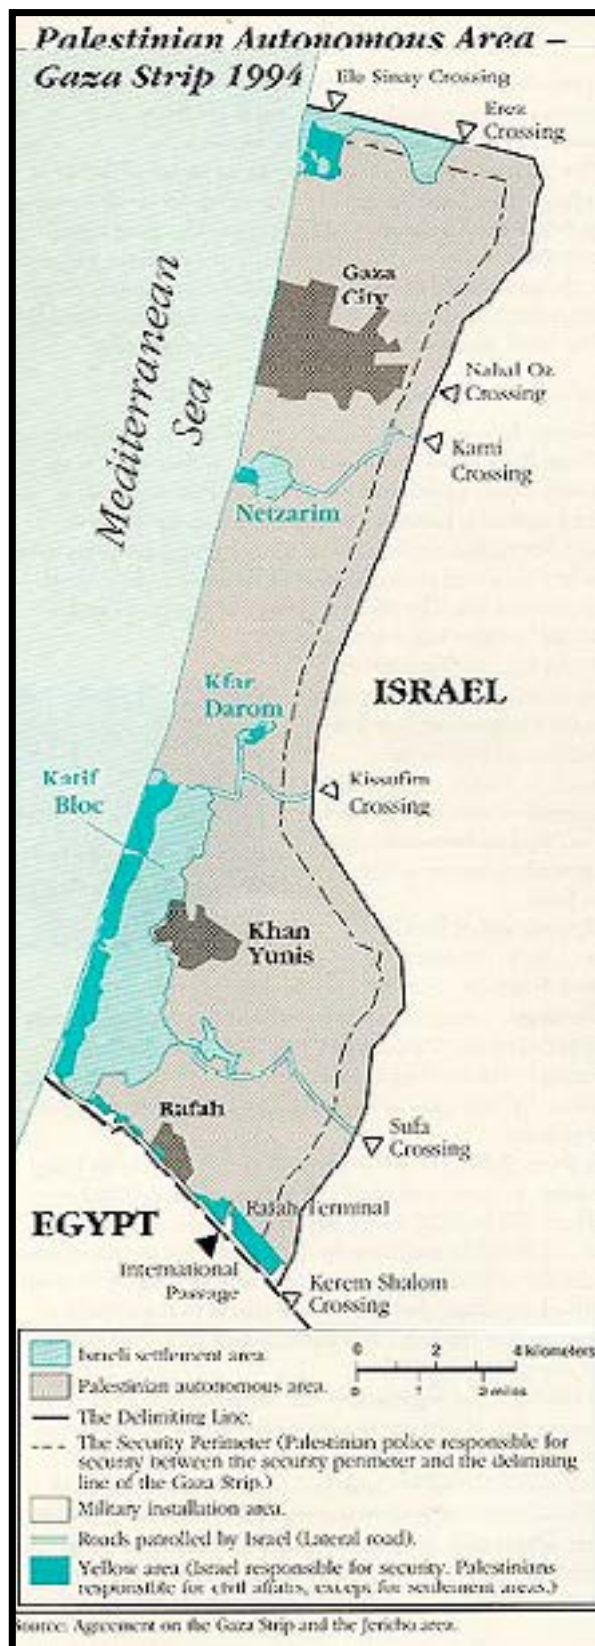 Palestinian Autonomous Area –
Gaza Strip 1994
Elle Sinay Crossing
Erez
Crossing
Mediterranean
Sea
Gaza
City
Nahal Oz
Crossing
Karni
Crossing
Netzarim
Kfar
Darom
ISRAEL
Katif
Bloc
Kissufim
Crossing
Khan
Yunis
Rafah
Sufa
Crossing
EGYPT
Rafah Terminal
International
Passage
Kerem Shalom
Crossing
Israeli settlement area.
0 2 4 kilometers
Palestinian autonomous area.
0 1 2 miles
The Delimiting Line.
The Security Perimeter (Palestinian police responsible for
security between the security perimeter and the delimiting
line of the Gaza Strip.)
Military installation area.
Roads patrolled by Israel (Lateral road).
Yellow area (Israel responsible for security. Palestinians
responsible for civil affairs, except for settlement areas.)
Source: Agreement on the Gaza Strip and the Jericho area.